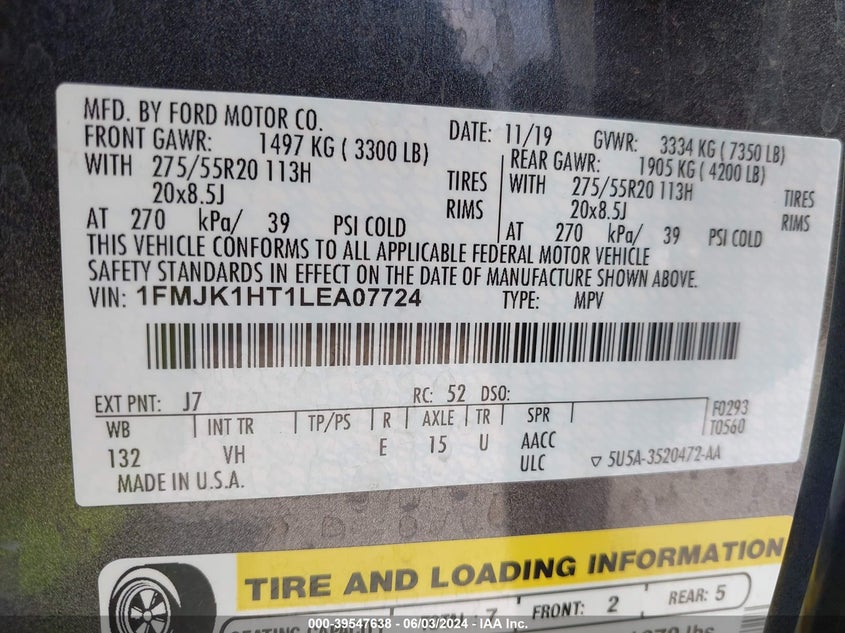 MFD. BY FORD MOTOR CO. DATE: 11/19 GVWR: 3334 KG ( 7350 LB)
FRONT GAWR: 1497 KG ( 3300 LB) REAR GAWR: 1905 KG ( 4200 LB)
WITH 275/55R20 113H TIRES WITH 275/55R20 113H TIRES
20x8.5J RIMS 20x8.5J RIMS
AT 270 kPa/ 39 PSI COLD AT 270 kPa/ 39 PSI COLD
THIS VEHICLE CONFORMS TO ALL APPLICABLE FEDERAL MOTOR VEHICLE
SAFETY STANDARDS IN EFFECT ON THE DATE OF MANUFACTURE SHOWN ABOVE.
VIN: 1FMJK1HT1LEA07724 TYPE: MPV
EXT PNT: J7 RC: 52 DSO:
WB INT TR TP/PS R AXLE TR SPR F0293
132 VH E 15 U AACC T0560
ULC 5U5A-3520472-AA
MADE IN U.S.A.
TIRE AND LOADING INFORMATION
7 FRONT: 2 REAR: 5
000-39547638 - 06/03/2024 - IAA Inc.